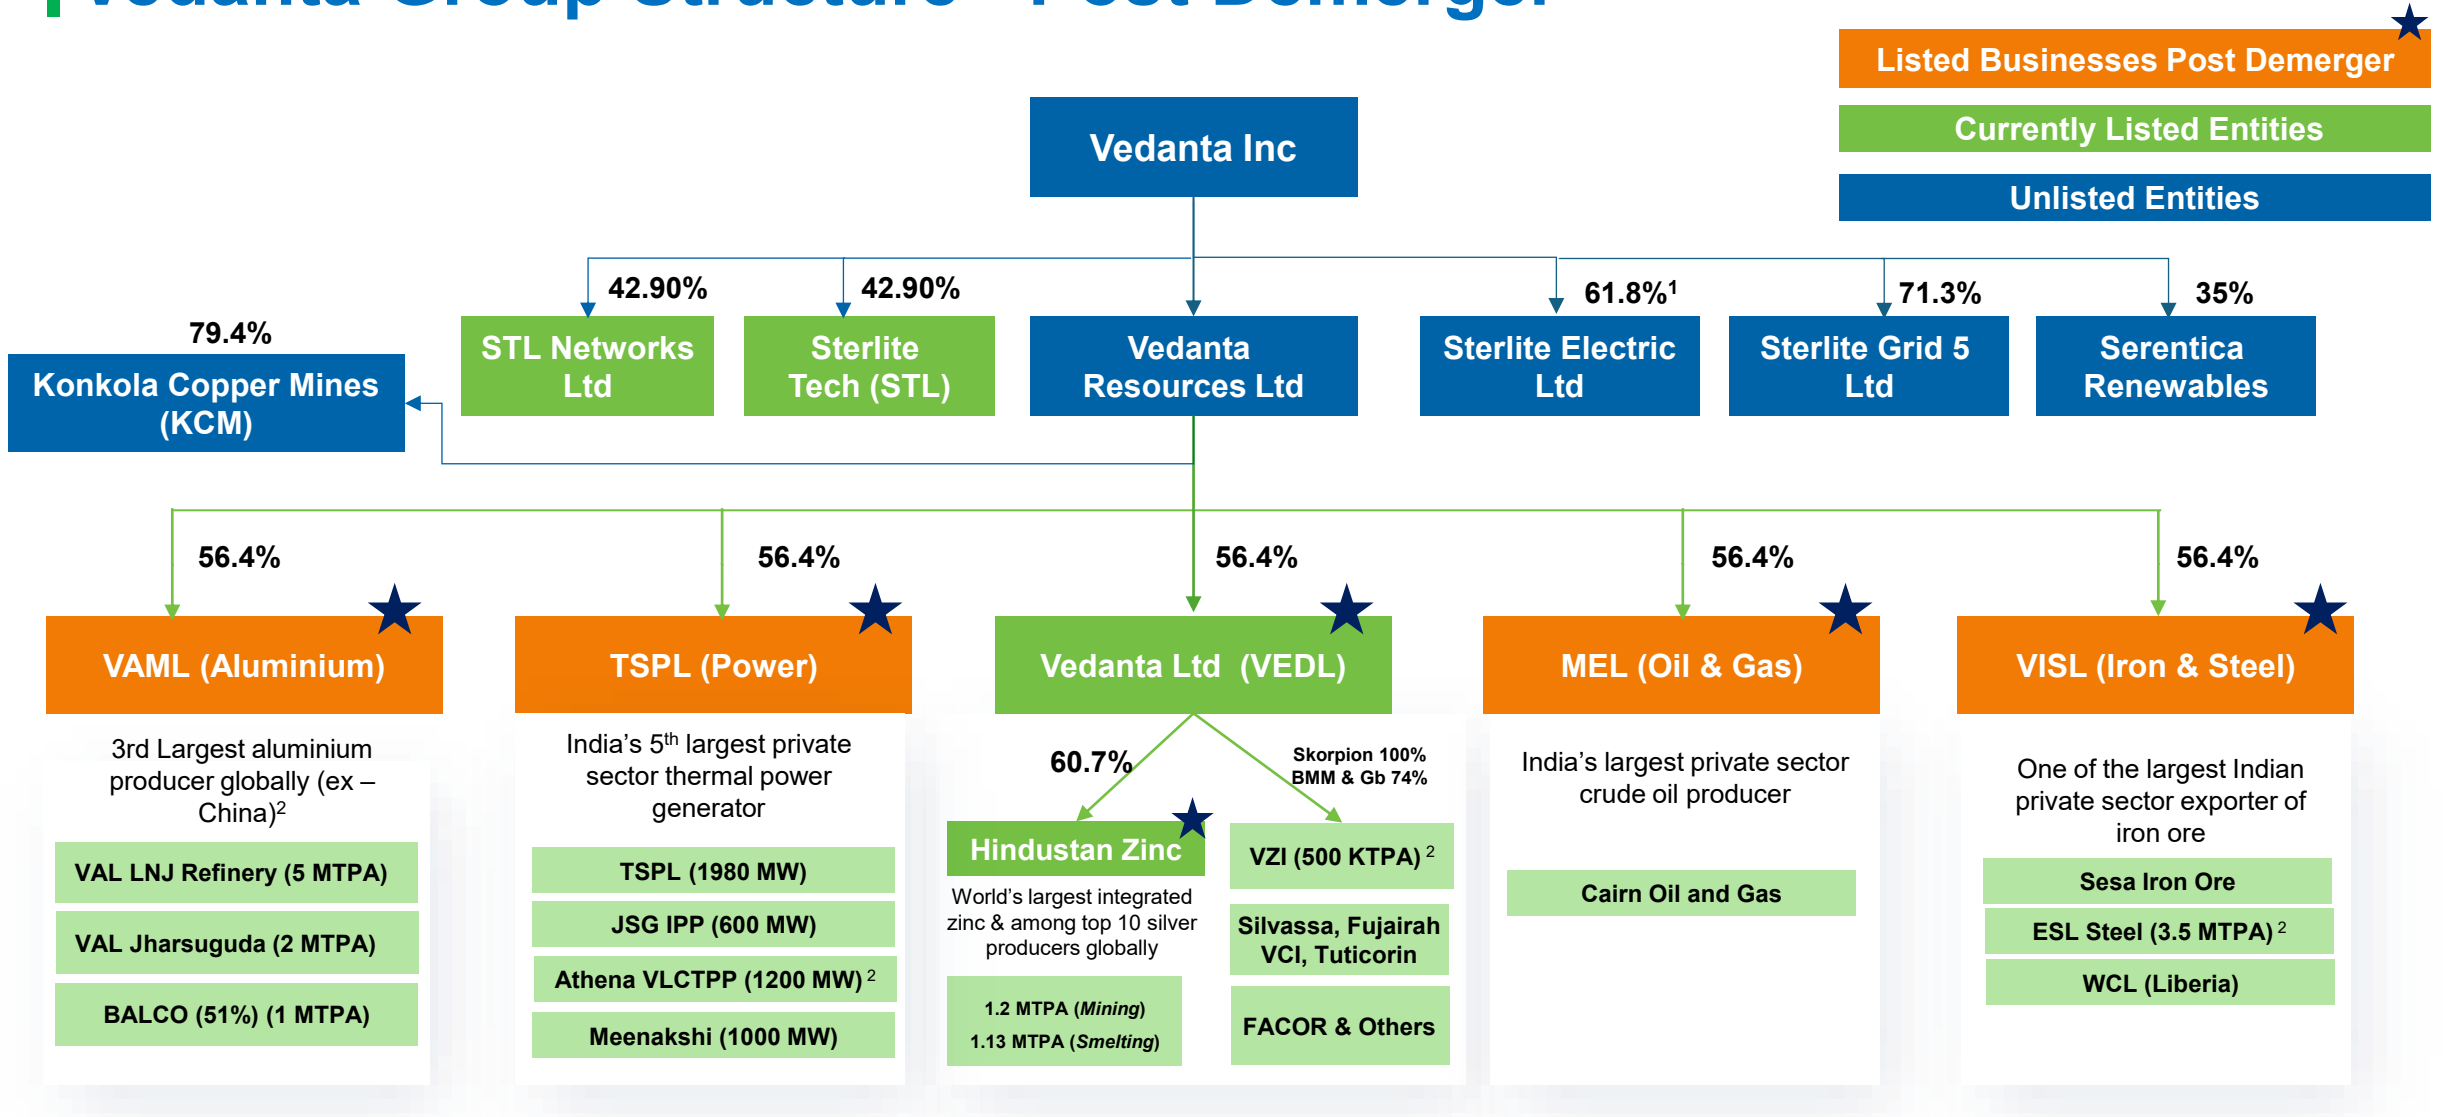 Vedanta Group Structure - Post Demerger
Listed Businesses Post Demerger
Currently Listed Entities
Unlisted Entities
Vedanta Inc
42.90%
42.90%
61.8%¹
71.3%
35%
79.4%
Konkola Copper Mines
(KCM)
STL Networks
Ltd
Sterlite
Tech (STL)
Vedanta
Resources Ltd
Sterlite Electric
Ltd
Sterlite Grid 5
Ltd
Serentica
Renewables
56.4%
56.4%
56.4%
56.4%
56.4%
VAML (Aluminium)
3rd Largest aluminium
producer globally (ex –
China)²
VAL LNJ Refinery (5 MTPA)
VAL Jharsuguda (2 MTPA)
BALCO (51%) (1 MTPA)
TSPL (Power)
India’s 5th largest private
sector thermal power
generator
TSPL (1980 MW)
JSG IPP (600 MW)
Athena VLCTPP (1200 MW) ²
Meenakshi (1000 MW)
Vedanta Ltd (VEDL)
60.7%
Skorpion 100%
BMM & Gb 74%
Hindustan Zinc
World’s largest integrated
zinc & among top 10 silver
producers globally
1.2 MTPA (Mining)
1.13 MTPA (Smelting)
VZI (500 KTPA) ²
Silvassa, Fujairah
VCI, Tuticorin
FACOR & Others
MEL (Oil & Gas)
India’s largest private sector
crude oil producer
Cairn Oil and Gas
VISL (Iron & Steel)
One of the largest Indian
private sector exporter of
iron ore
Sesa Iron Ore
ESL Steel (3.5 MTPA) ²
WCL (Liberia)